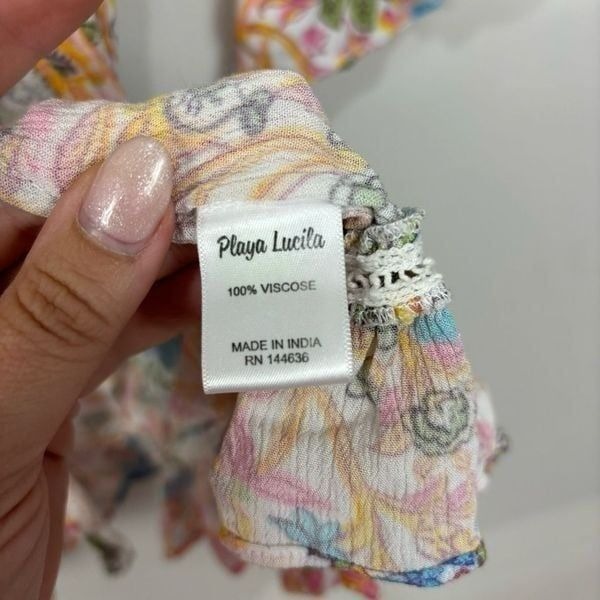 Playa Lucila
100% VISCOSE
MADE IN INDIA
RN 144636